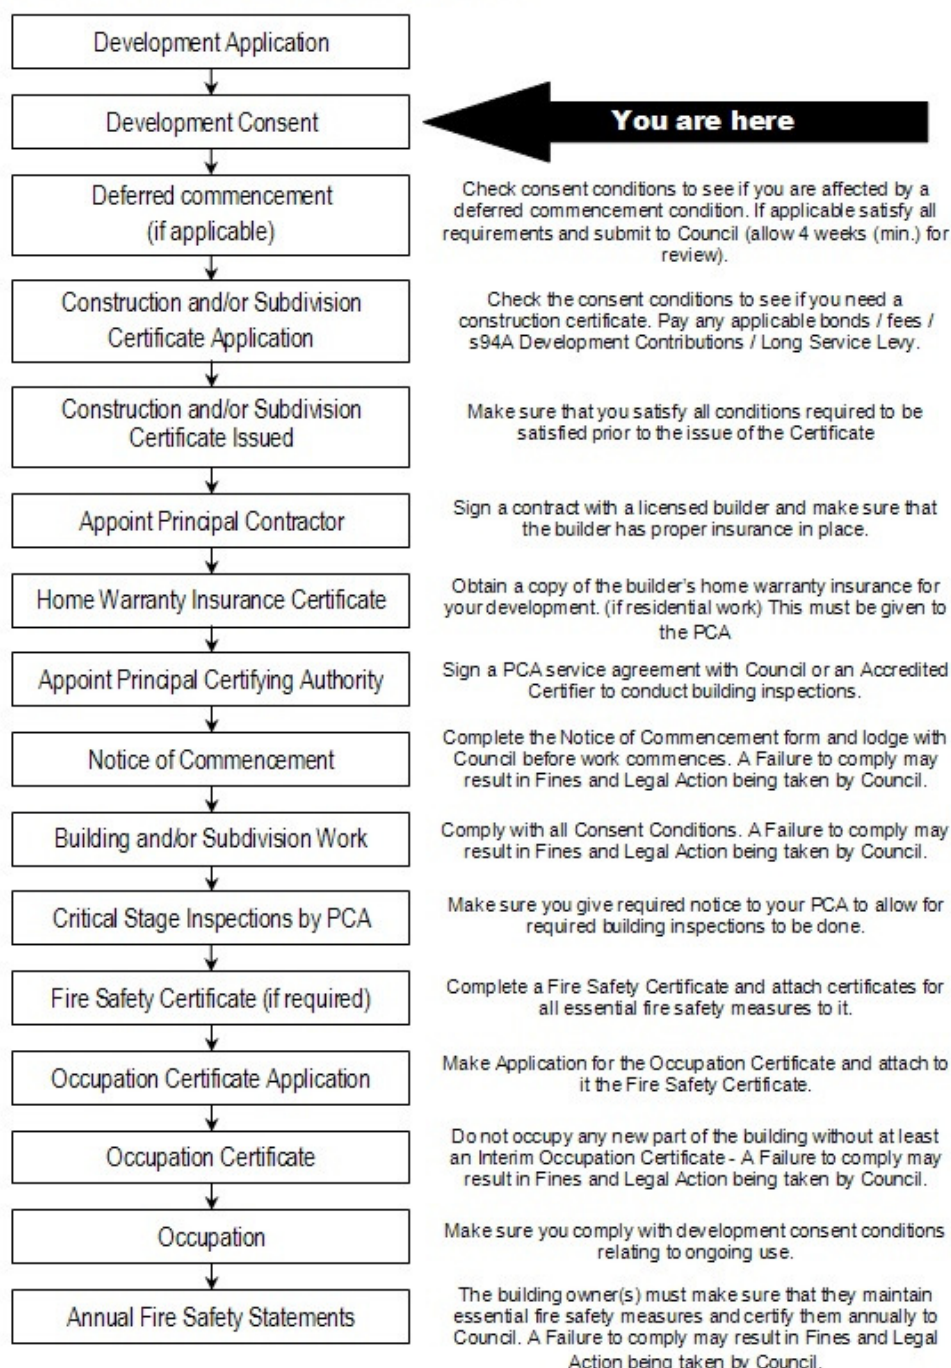 Development Application
Development Consent
You are here
Deferred commencement
(if applicable)
Check consent conditions to see if you are affected by a
deferred commencement condition. If applicable satisfy all
requirements and submit to Council (allow 4 weeks (min.) for
review).
Construction and/or Subdivision
Certificate Application
Check the consent conditions to see if you need a
construction certificate. Pay any applicable bonds / fees /
s94A Development Contributions / Long Service Levy.
Construction and/or Subdivision
Certificate Issued
Make sure that you satisfy all conditions required to be
satisfied prior to the issue of the Certificate
Appoint Principal Contractor
Sign a contract with a licensed builder and make sure that
the builder has proper insurance in place.
Home Warranty Insurance Certificate
Obtain a copy of the builder's home warranty insurance for
your development. (if residential work) This must be given to
the PCA
Appoint Principal Certifying Authority
Sign a PCA service agreement with Council or an Accredited
Certifier to conduct building inspections.
Notice of Commencement
Complete the Notice of Commencement form and lodge with
Council before work commences. A Failure to comply may
result in Fines and Legal Action being taken by Council.
Building and/or Subdivision Work
Comply with all Consent Conditions. A Failure to comply may
result in Fines and Legal Action being taken by Council.
Critical Stage Inspections by PCA
Make sure you give required notice to your PCA to allow for
required building inspections to be done.
Fire Safety Certificate (if required)
Complete a Fire Safety Certificate and attach certificates for
all essential fire safety measures to it.
Occupation Certificate Application
Make Application for the Occupation Certificate and attach to
it the Fire Safety Certificate.
Occupation Certificate
Do not occupy any new part of the building without at least
an Interim Occupation Certificate - A Failure to comply may
result in Fines and Legal Action being taken by Council.
Occupation
Make sure you comply with development consent conditions
relating to ongoing use.
Annual Fire Safety Statements
The building owner(s) must make sure that they maintain
essential fire safety measures and certify them annually to
Council. A Failure to comply may result in Fines and Legal
Action being taken by Council.